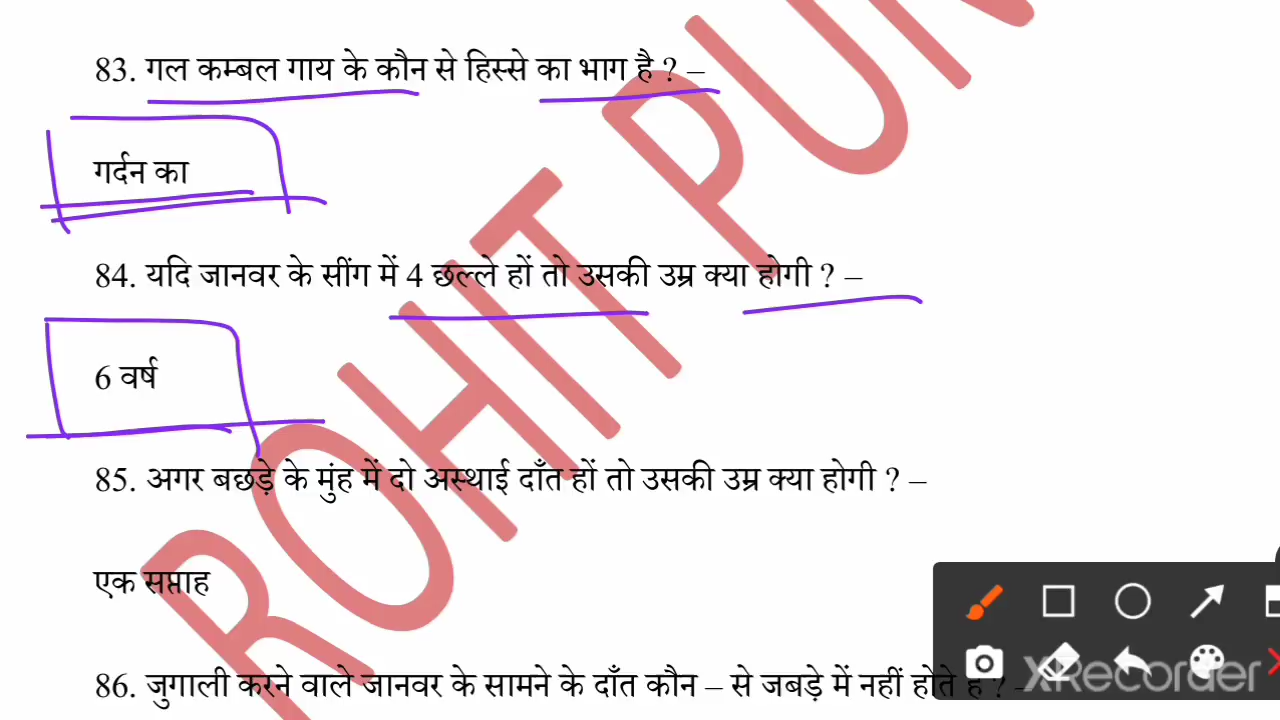 83. गल कम्बल गाय के कौन से हिस्से का भाग है ? –
गर्दन का
84. यदि जानवर के सींग में 4 छल्ले हों तो उसकी उम्र क्या होगी ? –
6 वर्ष
85. अगर बछड़े के मुंह में दो अस्थाई दाँत हों तो उसकी उम्र क्या होगी ? –
एक सप्ताह
86. जुगाली करने वाले जानवर के सामने के दाँत कौन – से जबड़े में नहीं होते हैं ? –
ROHIT PUN
XRecorder